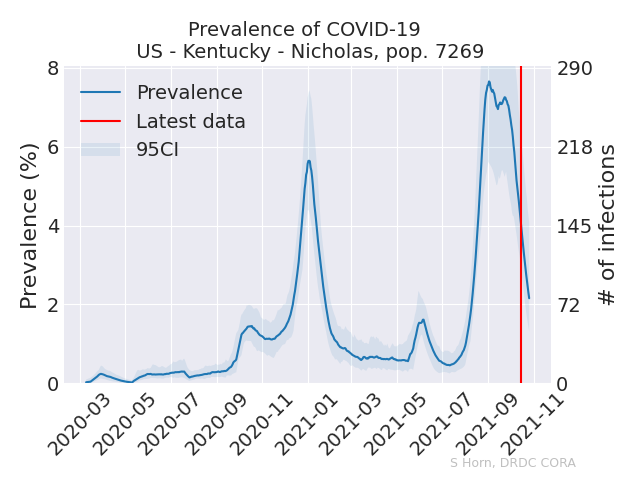 Prevalence of COVID-19
US - Kentucky - Nicholas, pop. 7269
Prevalence
Latest data
95CI
Prevalence (%)
8
6
4
2
0
# of infections
290
218
145
72
0
2020-03
2020-05
2020-07
2020-09
2020-11
2021-01
2021-03
2021-05
2021-07
2021-09
2021-11
S Horn, DRDC CORA